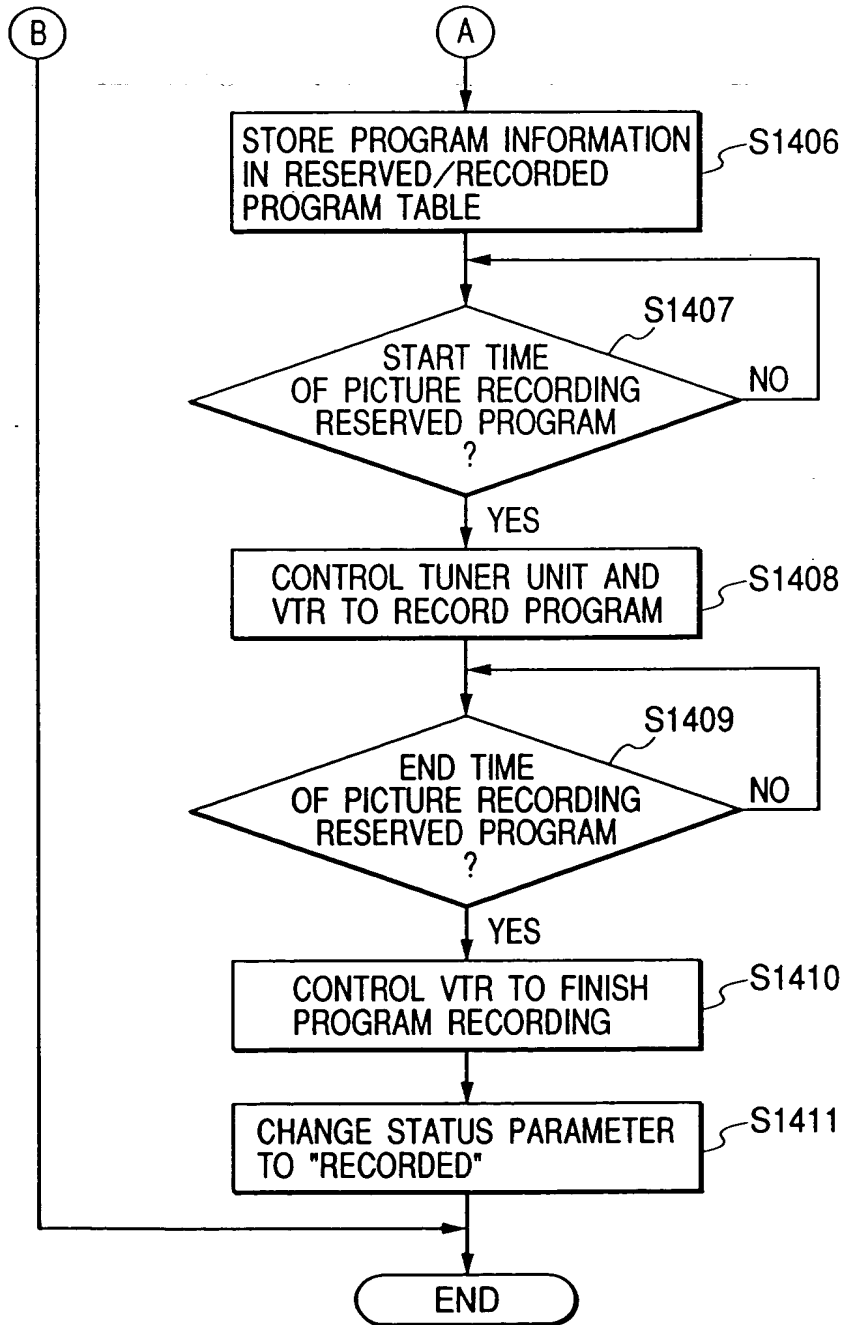 B
A
STORE PROGRAM INFORMATION
IN RESERVED/RECORDED
PROGRAM TABLE
S1406
S1407
START TIME
OF PICTURE RECORDING
RESERVED PROGRAM
?
NO
YES
CONTROL TUNER UNIT AND
VTR TO RECORD PROGRAM
S1408
S1409
END TIME
OF PICTURE RECORDING
RESERVED PROGRAM
?
NO
YES
CONTROL VTR TO FINISH
PROGRAM RECORDING
S1410
CHANGE STATUS PARAMETER
TO "RECORDED"
S1411
END